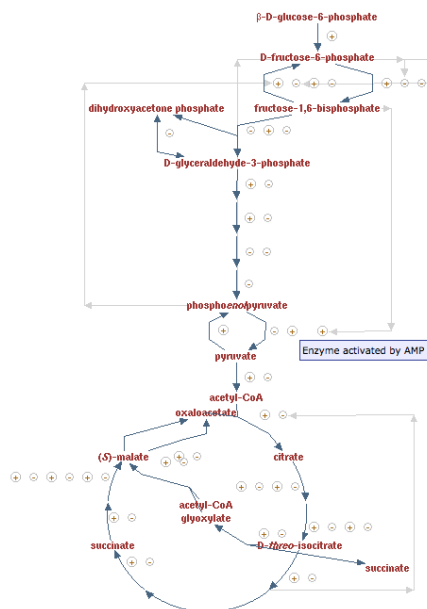 β-D-glucose-6-phosphate
D-fructose-6-phosphate
dihydroxyacetone phosphate
fructose-1,6-bisphosphate
D-glyceraldehyde-3-phosphate
phosphoenolpyruvate
Enzyme activated by AMP
pyruvate
acetyl-CoA
oxaloacetate
(S)-malate
citrate
acetyl-CoA
glyoxylate
succinate
D-threo-isocitrate
succinate